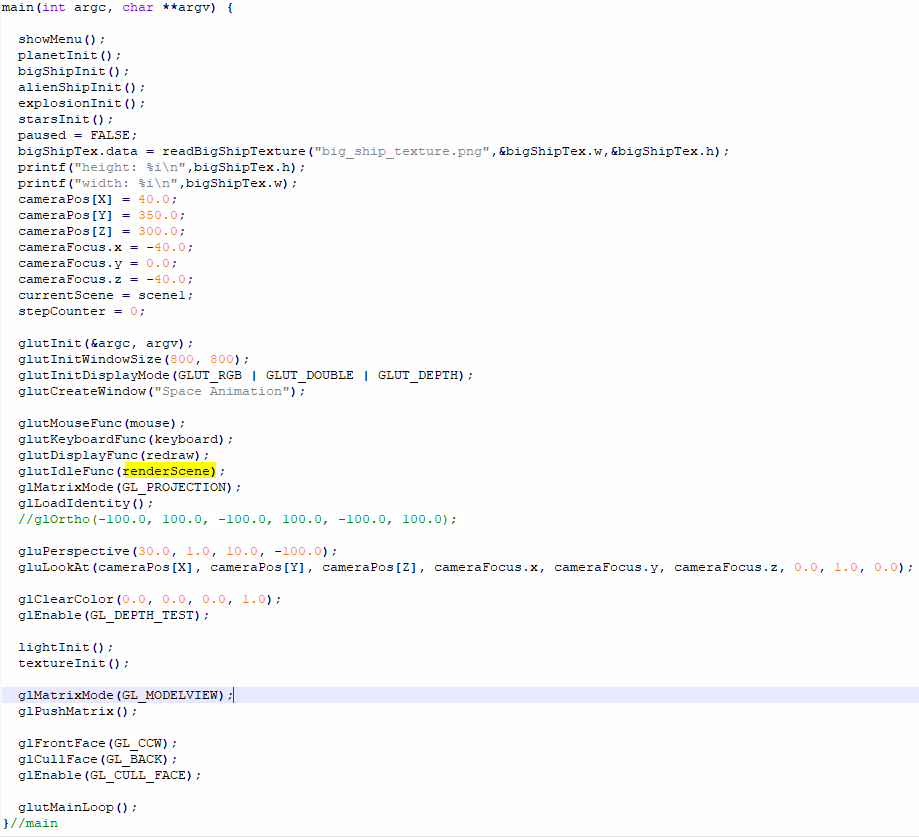 main(int argc, char **argv) {
showMenu();
planetInit();
bigShipInit();
alienShipInit();
explosionInit();
starsInit();
paused = FALSE;
bigShipTex.data = readBigShipTexture("big_ship_texture.png",&bigShipTex.w,&bigShipTex.h);
printf("height: %i\n",bigShipTex.h);
printf("width: %i\n",bigShipTex.w);
cameraPos[X] = 40.0;
cameraPos[Y] = 350.0;
cameraPos[Z] = 300.0;
cameraFocus.x = -40.0;
cameraFocus.y = 0.0;
cameraFocus.z = -40.0;
currentScene = scene1;
stepCounter = 0;
glutInit(&argc, argv);
glutInitWindowSize(800, 800);
glutInitDisplayMode(GLUT_RGB | GLUT_DOUBLE | GLUT_DEPTH);
glutCreateWindow("Space Animation");
glutMouseFunc(mouse);
glutKeyboardFunc(keyboard);
glutDisplayFunc(redraw);
glutIdleFunc(renderScene);
glMatrixMode(GL_PROJECTION);
glLoadIdentity();
//glOrtho(-100.0, 100.0, -100.0, 100.0, -100.0, 100.0);
gluPerspective(30.0, 1.0, 10.0, -100.0);
gluLookAt(cameraPos[X], cameraPos[Y], cameraPos[Z], cameraFocus.x, cameraFocus.y, cameraFocus.z, 0.0, 1.0, 0.0);
glClearColor(0.0, 0.0, 0.0, 1.0);
glEnable(GL_DEPTH_TEST);
lightInit();
textureInit();
glMatrixMode(GL_MODELVIEW);
glPushMatrix();
glFrontFace(GL_CCW);
glCullFace(GL_BACK);
glEnable(GL_CULL_FACE);
glutMainLoop();
}//main